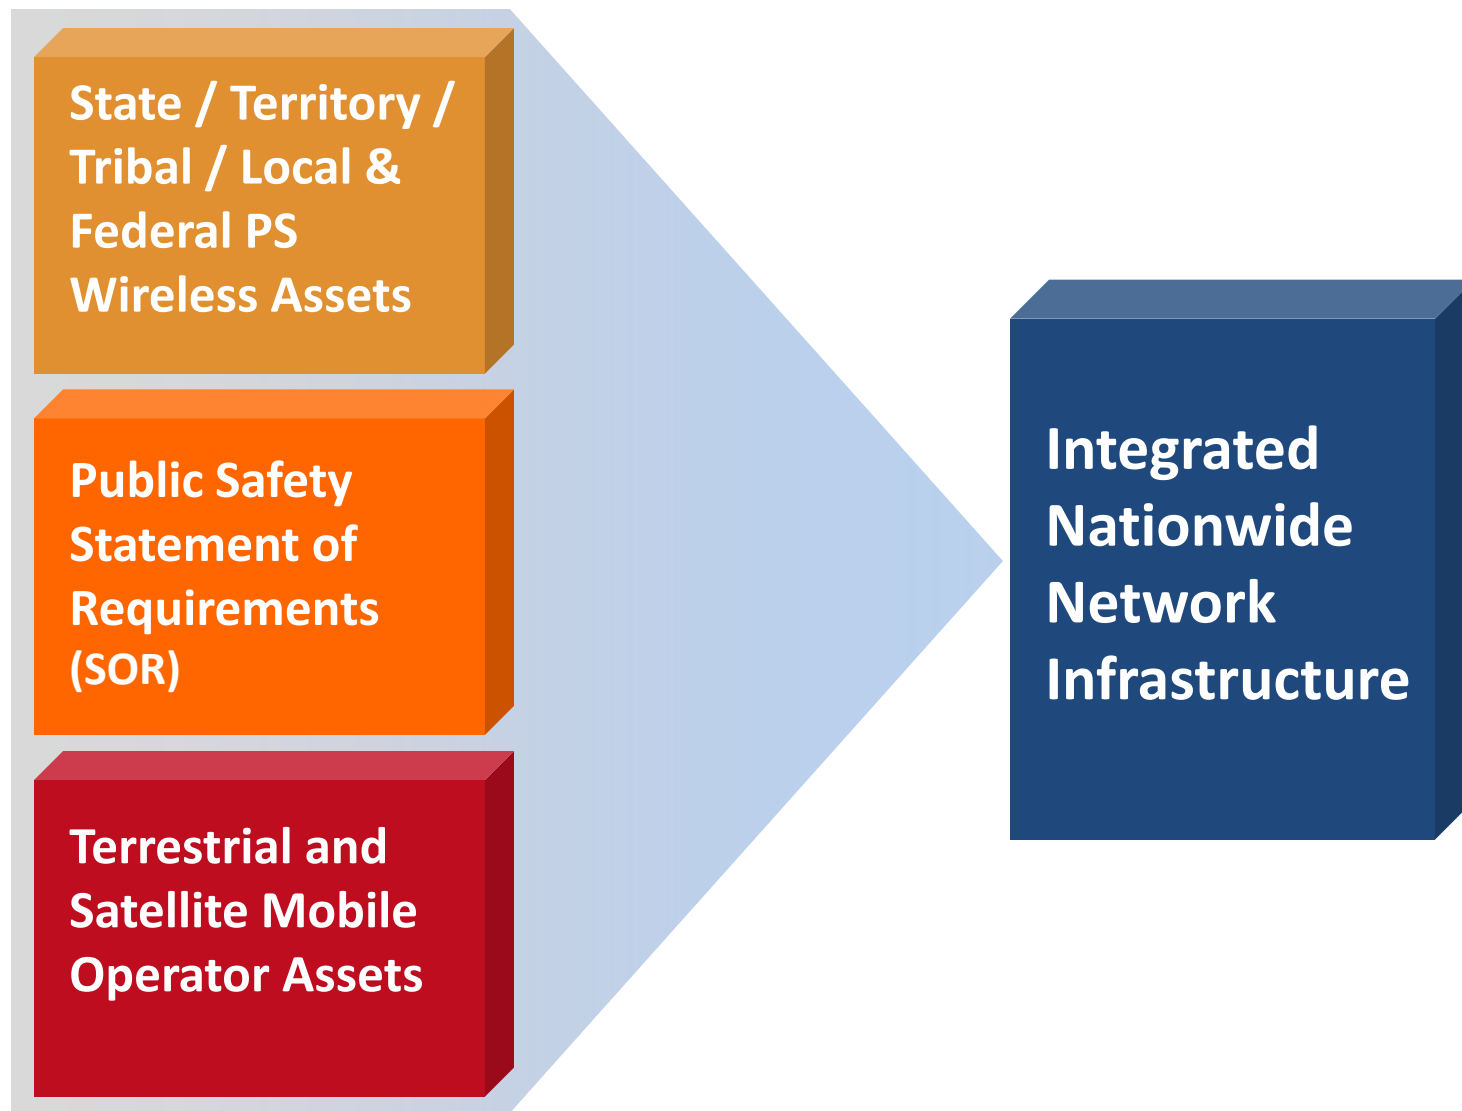 State / Territory /
Tribal / Local &
Federal PS
Wireless Assets
Public Safety
Statement of
Requirements
(SOR)
Terrestrial and
Satellite Mobile
Operator Assets
Integrated
Nationwide
Network
Infrastructure